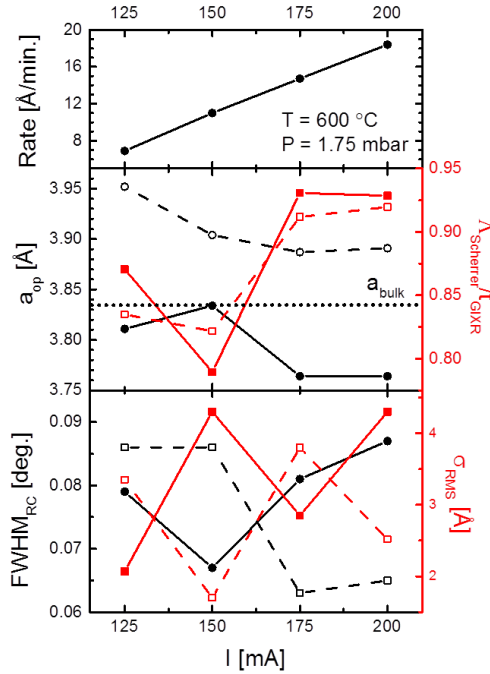 125 150 175 200
Rate [Å/min.]
20
16
12
8
T = 600 °C
P = 1.75 mbar
a_op [Å]
3.95
3.90
3.85
3.80
3.75
a_bulk
0.95
0.90
0.85
0.80
Λ_Scherrer/t_GIXR
FWHM_RC [deg.]
0.09
0.08
0.07
0.06
4
3
2
σ_RMS [Å]
125 150 175 200
I [mA]